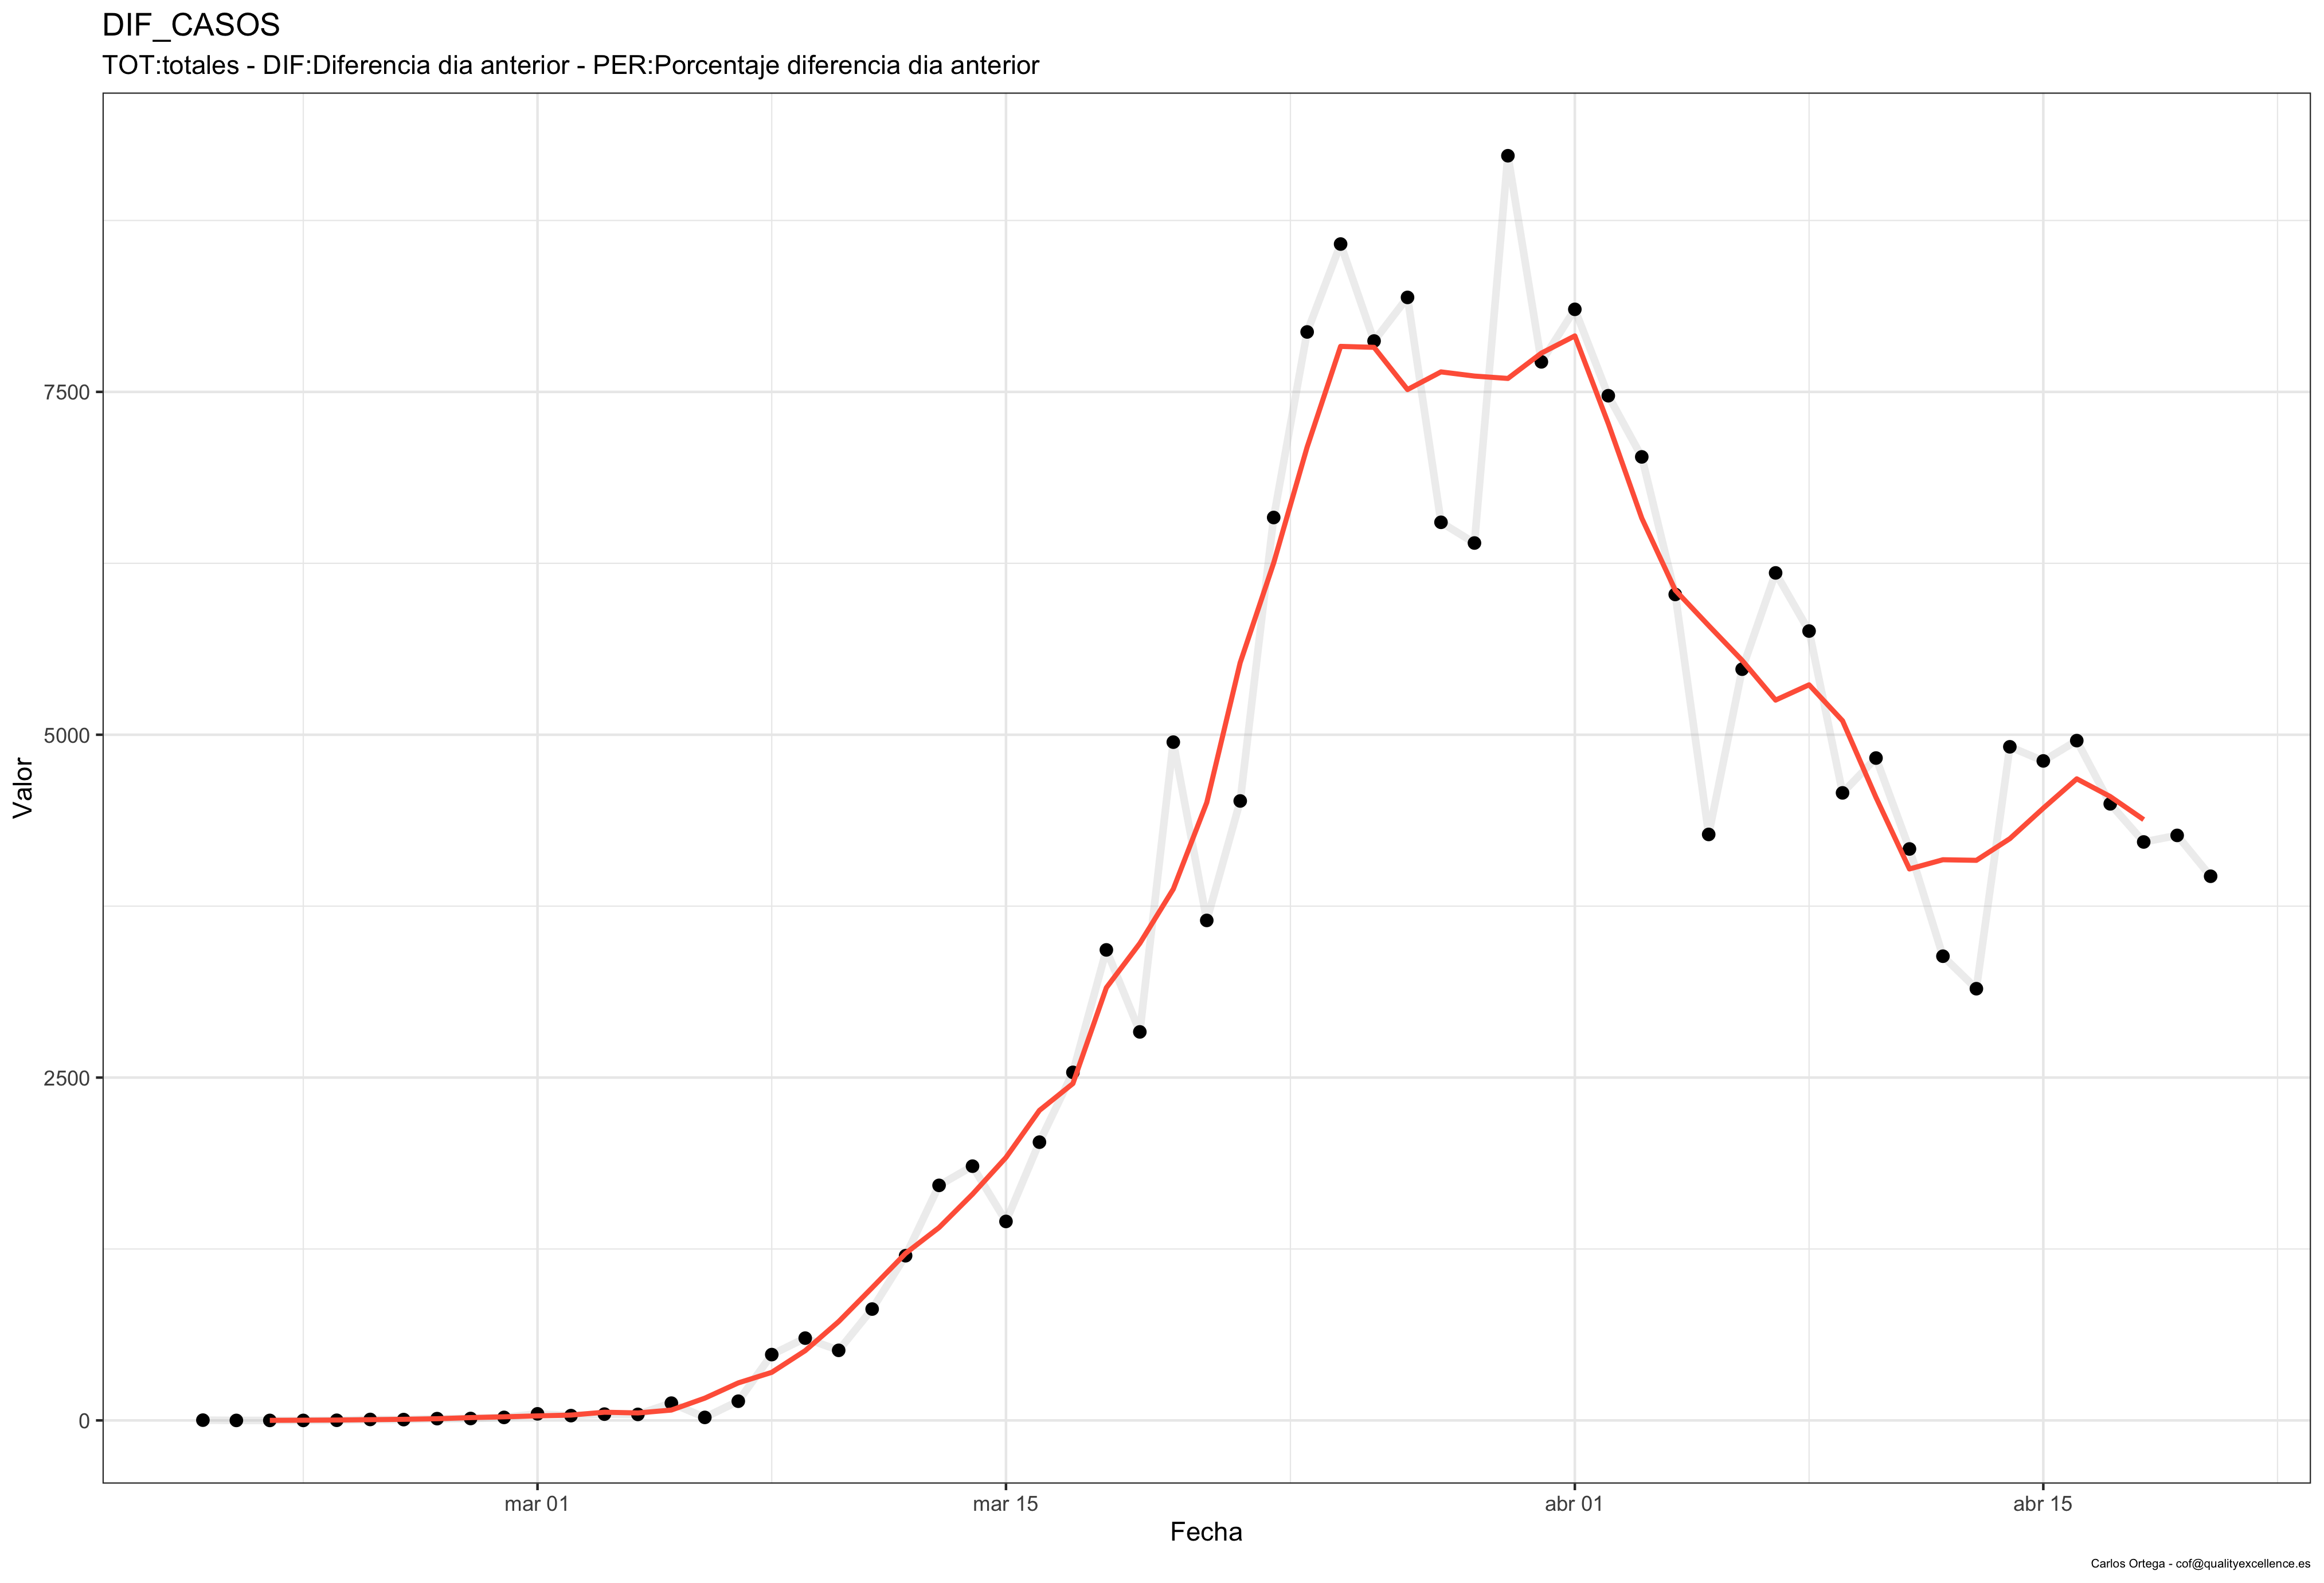 DIF_CASOS
TOT:totales - DIF:Diferencia dia anterior - PER:Porcentaje diferencia dia anterior
Valor
7500
5000
2500
0
mar 01
mar 15
abr 01
abr 15
Fecha
Carlos Ortega - cof@qualityexcellence.es